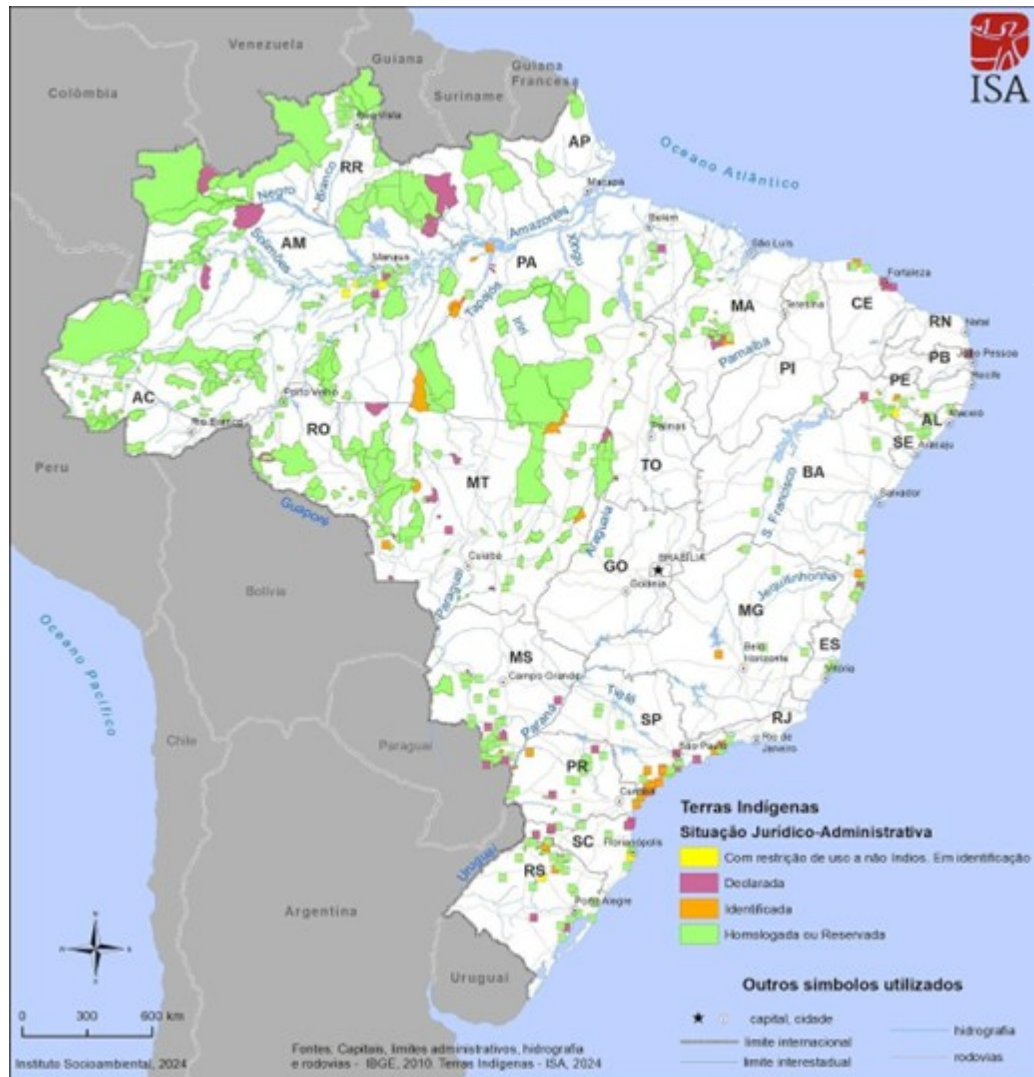 ISA
Venezuela
Guiana
Guiana
Francesa
Suriname
Colômbia
Boa Vista
AP
RR
Oceano Atlântico
Macapá
Branco
Negro
Amazonas
Belém
AM
Solimões
Manaus
PA
Xingú
São Luís
Fortaleza
Tapajós
Iriri
MA
Teresina
CE
RN
Natal
Parnaíba
PI
PB
João Pessoa
PE
Recife
AC
Porto Velho
Rio Branco
RO
AL
Maceió
SE
Aracaju
Palmas
TO
BA
S. Francisco
Salvador
Peru
MT
Guaporé
Araguaia
Cuiabá
GO
BRASÍLIA
Goiânia
Jequitinhonha
Paraguai
Bolívia
MG
ES
Belo
Horizonte
Vitória
MS
Campo Grande
Oceano Pacífico
Tietê
Paraná
SP
RJ
Rio de
Janeiro
São Paulo
Chile
Paraguai
PR
Curitiba
SC
Florianópolis
Uruguai
RS
Porto Alegre
Argentina
Uruguai
Terras Indígenas
Situação Jurídico-Administrativa
Com restrição de uso a não Índios. Em identificação
Declarada
Identificada
Homologada ou Reservada
Outros simbolos utilizados
capital, cidade
limite internacional
limite interestadual
hidrografia
rodovias
0 300 600 km
Instituto Socioambiental, 2024
Fontes: Capitais, limites administrativos, hidrografia
e rodovias - IBGE, 2010. Terras Indígenas - ISA, 2024